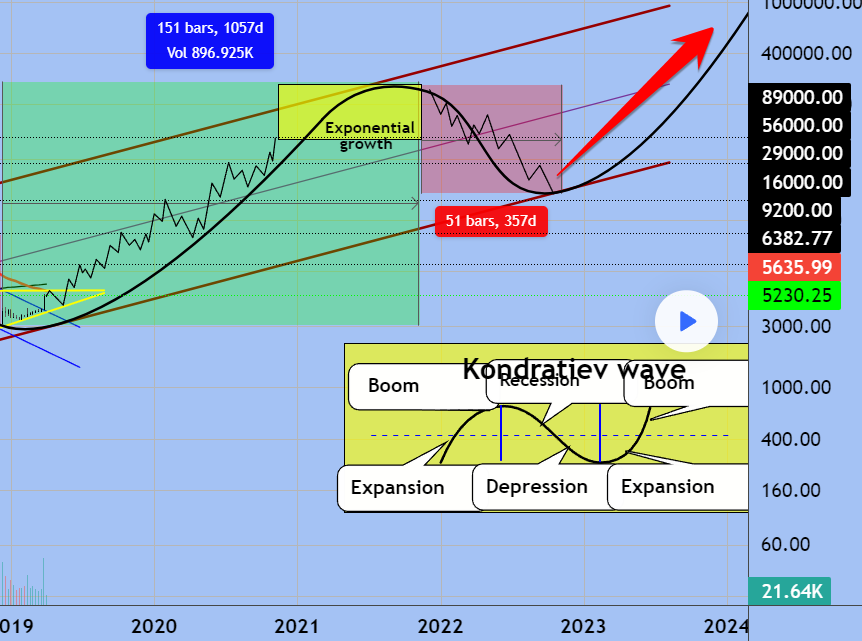 151 bars, 1057d
Vol 896.925K
1000000.00
400000.00
89000.00
56000.00
29000.00
16000.00
9200.00
6382.77
5635.99
5230.25
3000.00
1000.00
400.00
160.00
60.00
21.64K
Exponential
growth
51 bars, 357d
Kondratiev wave
Boom
Recession
Boom
Expansion
Depression
Expansion
019
2020
2021
2022
2023
2024